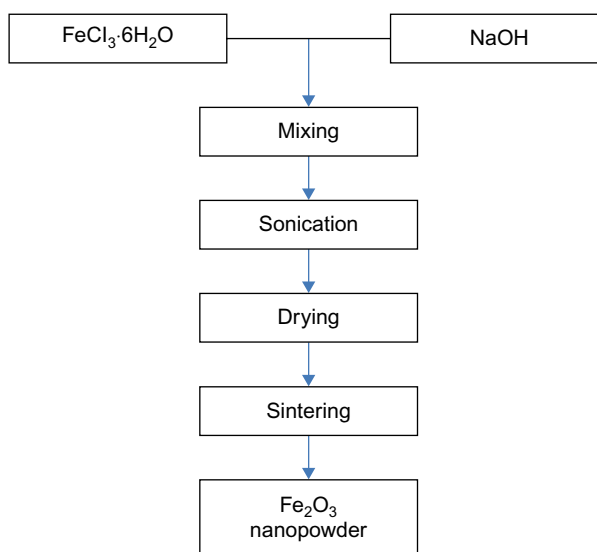 FeCl₃·6H₂O
NaOH
Mixing
Sonication
Drying
Sintering
Fe₂O₃
nanopowder